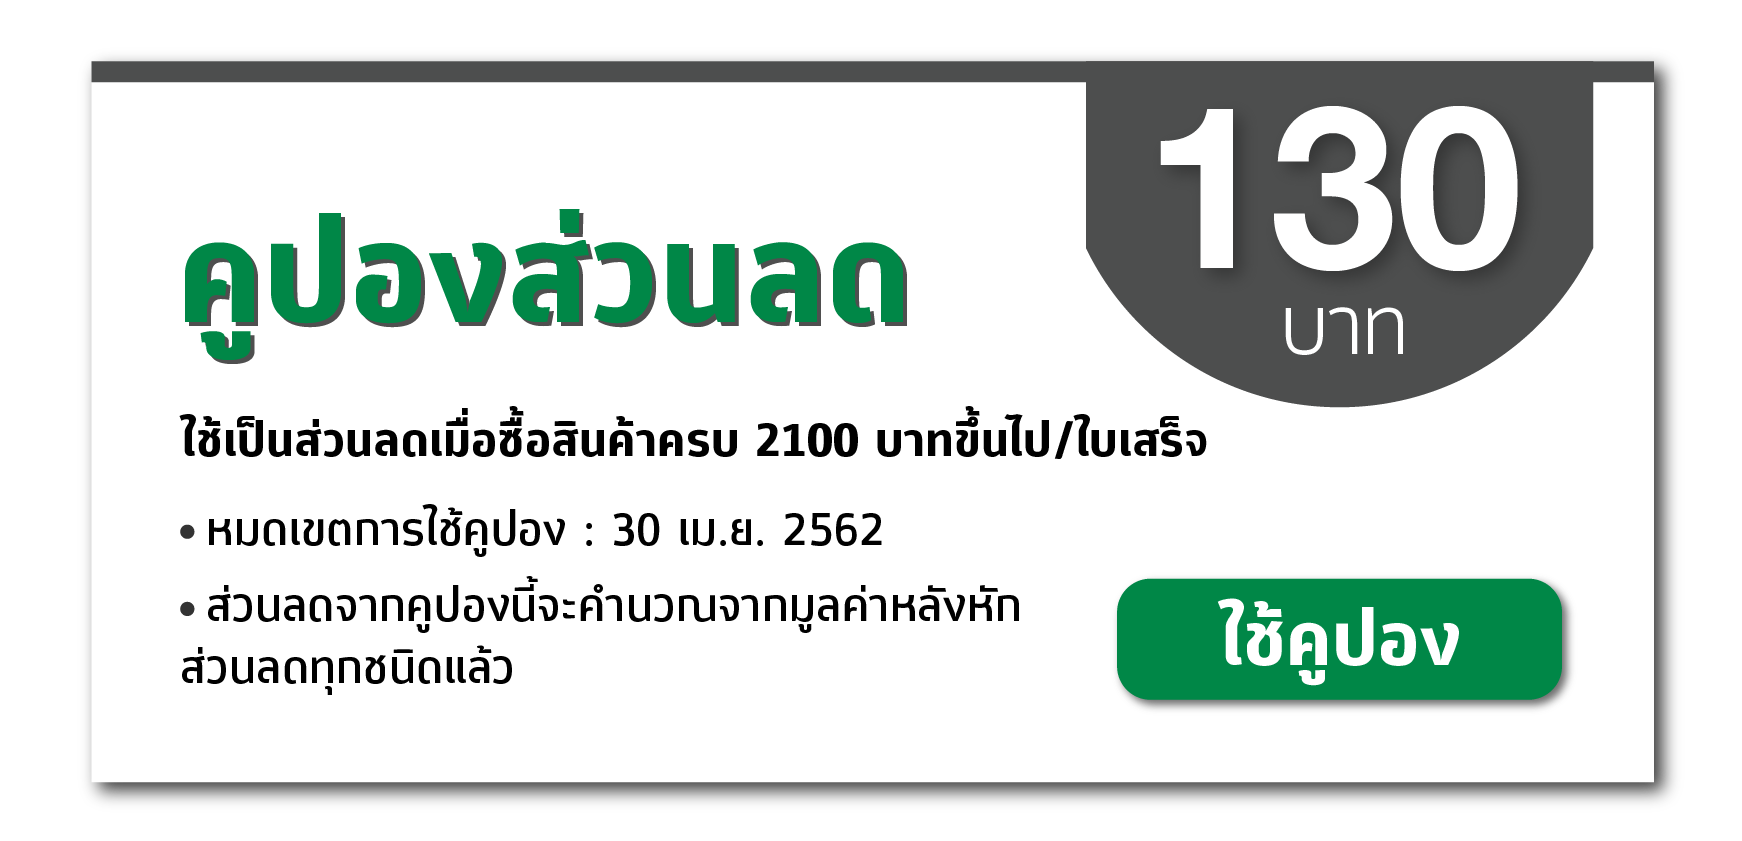 130
บาท
คูปองส่วนลด
ใช้เป็นส่วนลดเมื่อซื้อสินค้าครบ 2100 บาทขึ้นไป/ใบเสร็จ
• หมดเขตการใช้คูปอง : 30 เม.ย. 2562
• ส่วนลดจากคูปองนี้จะคำนวณจากมูลค่าหลังหัก
ส่วนลดทุกชนิดแล้ว
ใช้คูปอง